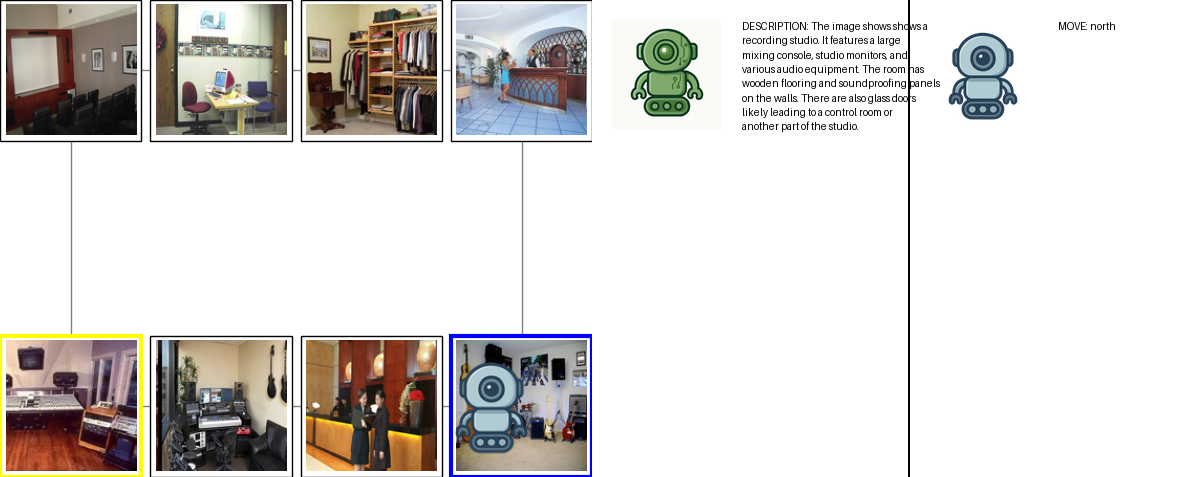 DESCRIPTION: The image shows shows a
recording studio. It features a large
mixing console, studio monitors, and
various audio equipment. The room has
wooden flooring and soundproofing panels
on the walls. There are also glass doors
likely leading to a control room or
another part of the studio.
MOVE: north